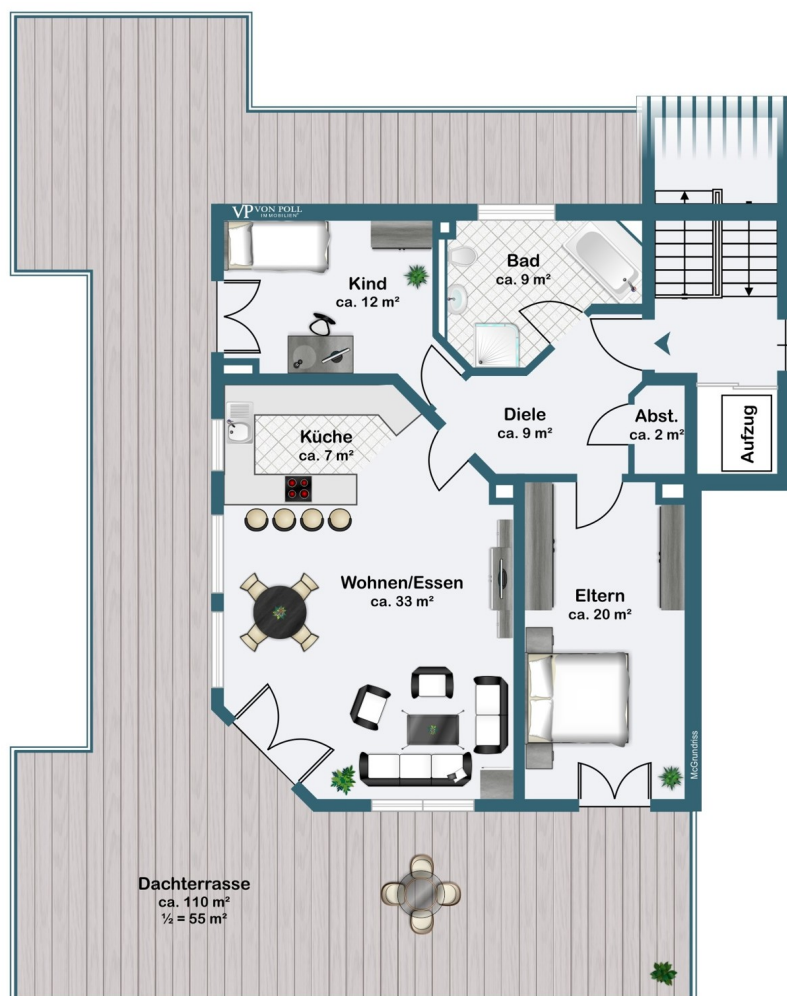 VP VON POLL
IMMOBILIEN®
Kind
ca. 12 m²
Bad
ca. 9 m²
Küche
ca. 7 m²
Diele
ca. 9 m²
Abst.
ca. 2 m²
Aufzug
Wohnen/Essen
ca. 33 m²
Eltern
ca. 20 m²
McGrundriss
Dachterrasse
ca. 110 m²
½ = 55 m²